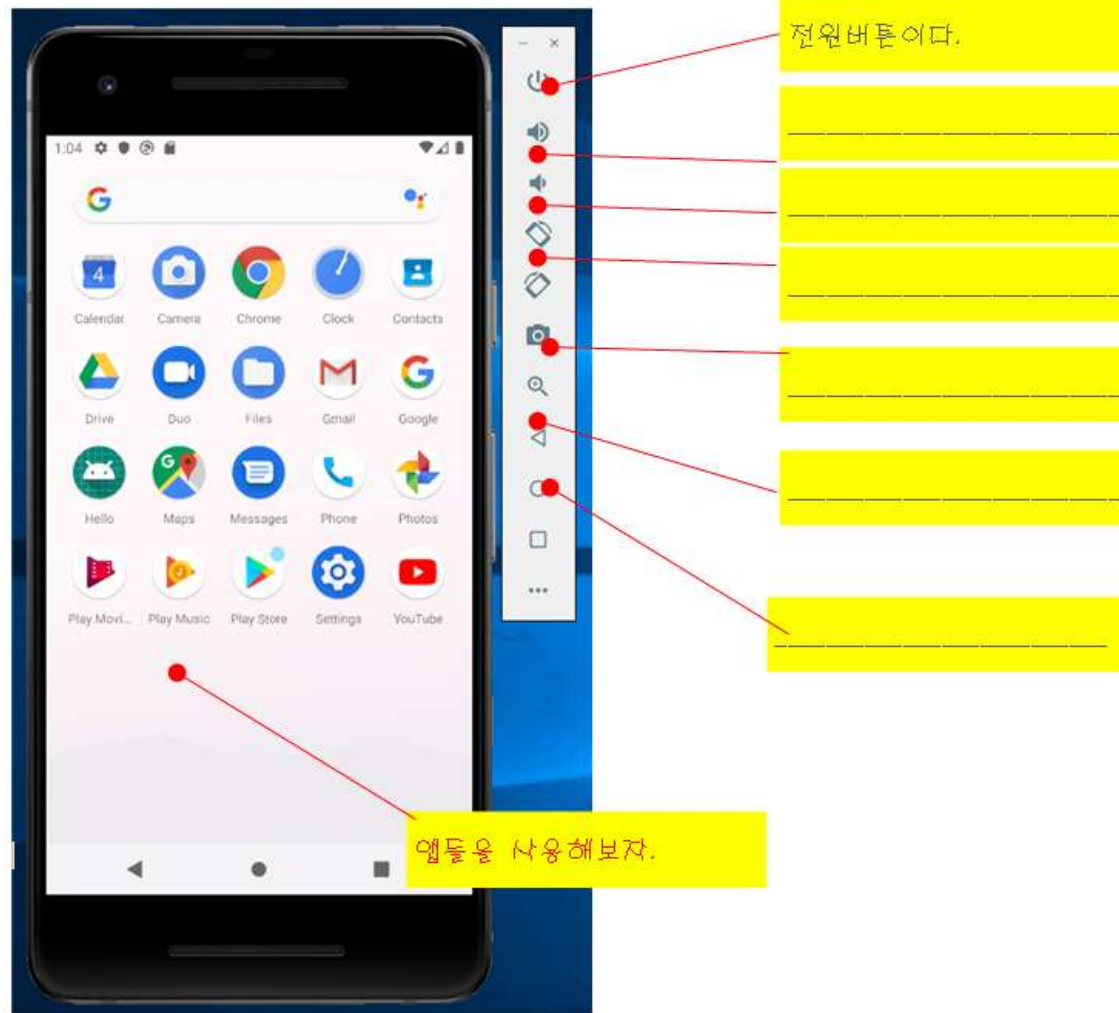 전원버튼이다.
1:04
4
Calendar Camera Chrome Clock Contacts
Drive Duo Files Gmail Google
Hello Maps Messages Phone Photos
Play Movi... Play Music Play Store Settings YouTube
앱들을 사용해보자.